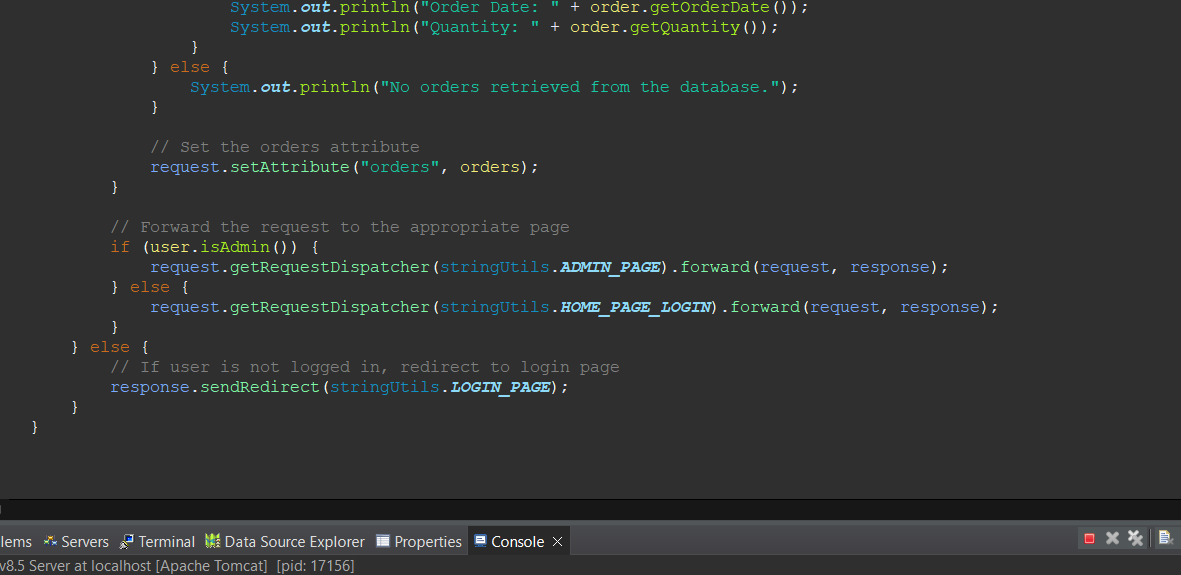 System.out.println("Order Date: " + order.getOrderDate());
System.out.println("Quantity: " + order.getQuantity());
}
} else {
System.out.println("No orders retrieved from the database.");
}
// Set the orders attribute
request.setAttribute("orders", orders);
}
// Forward the request to the appropriate page
if (user.isAdmin()) {
request.getRequestDispatcher(stringUtils.ADMIN_PAGE).forward(request, response);
} else {
request.getRequestDispatcher(stringUtils.HOME_PAGE_LOGIN).forward(request, response);
}
} else {
// If user is not logged in, redirect to login page
response.sendRedirect(stringUtils.LOGIN_PAGE);
}
}
lems Servers Terminal Data Source Explorer Properties Console
v8.5 Server at localhost [Apache Tomcat] [pid: 17156]